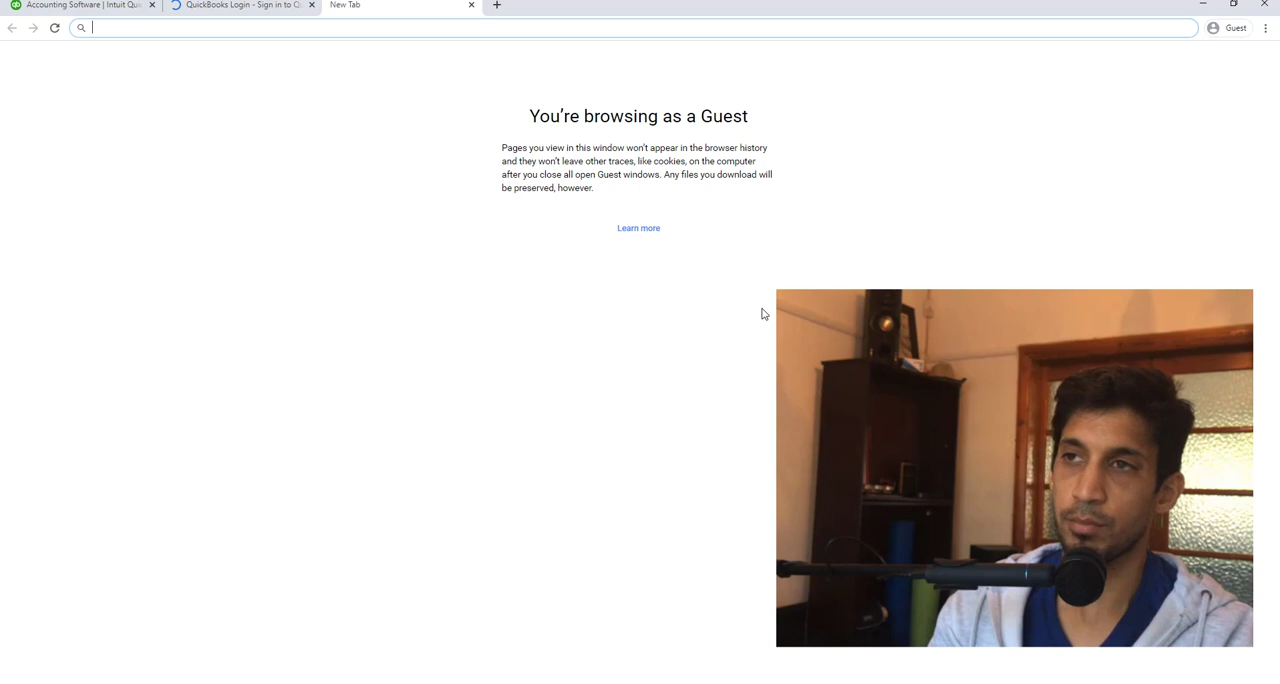 Accounting Software | Intuit Qui
QuickBooks Login - Sign in to Q
New Tab
Guest
You're browsing as a Guest
Pages you view in this window won't appear in the browser history
and they won't leave other traces, like cookies, on the computer
after you close all open Guest windows. Any files you download will
be preserved, however.
Learn more